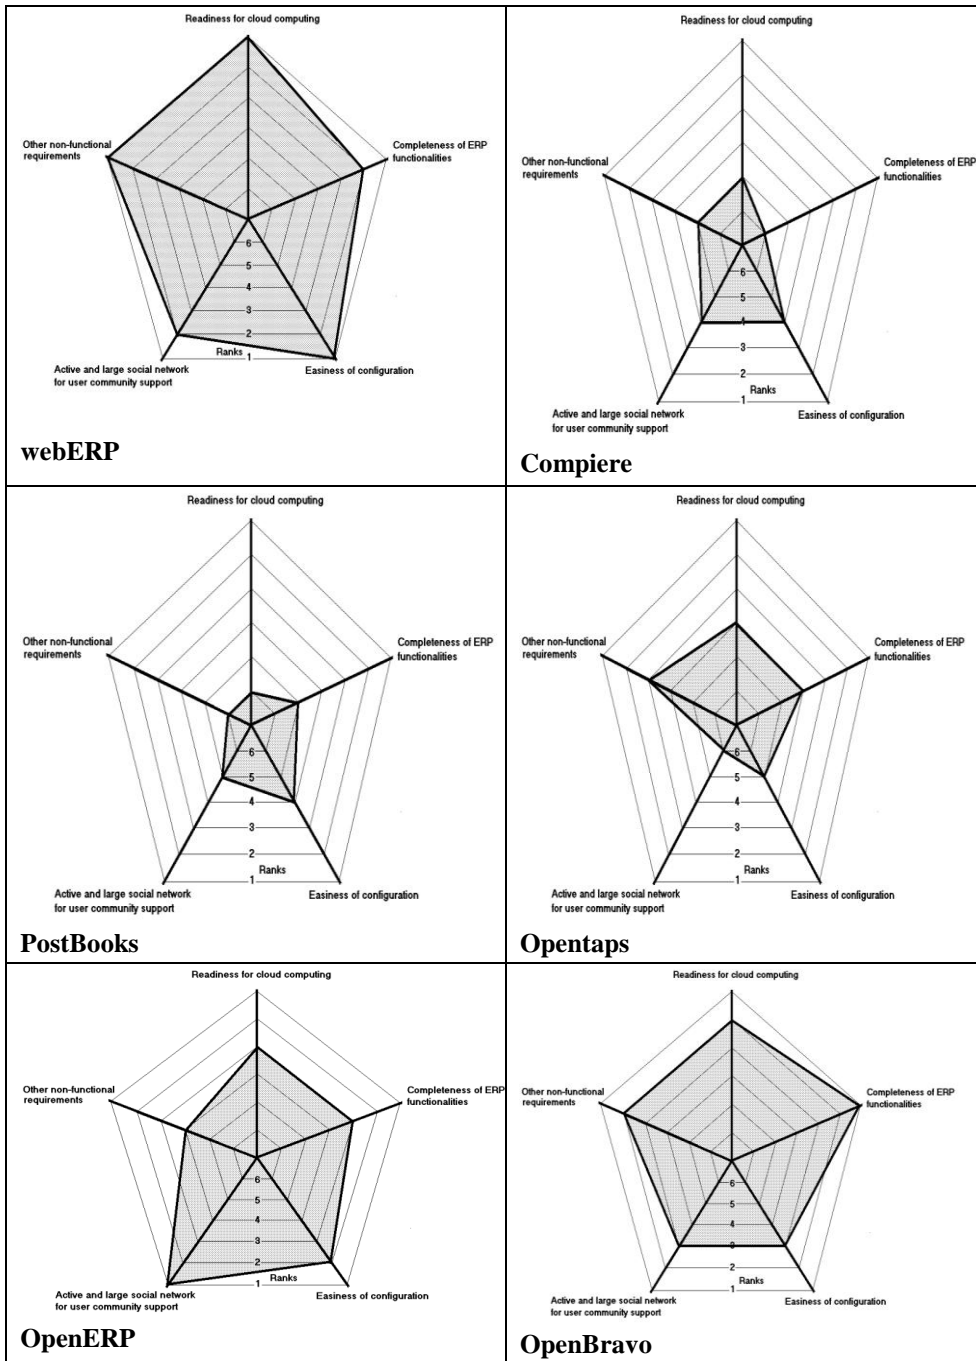 Readiness for cloud computing
Other non-functional
requirements
Completeness of ERP
functionalities
6
5
4
3
2
Ranks
1
Active and large social network
for user community support
Easiness of configuration
webERP
Readiness for cloud computing
Other non-functional
requirements
Completeness of ERP
functionalities
6
5
4
3
2
Ranks
1
Active and large social network
for user community support
Easiness of configuration
Compiere
Readiness for cloud computing
Other non-functional
requirements
Completeness of ERP
functionalities
6
5
4
3
2
Ranks
1
Active and large social network
for user community support
Easiness of configuration
PostBooks
Readiness for cloud computing
Other non-functional
requirements
Completeness of ERP
functionalities
6
5
4
3
2
Ranks
1
Active and large social network
for user community support
Easiness of configuration
Opentaps
Readiness for cloud computing
Other non-functional
requirements
Completeness of ERP
functionalities
6
5
4
3
2
Ranks
1
Active and large social network
for user community support
Easiness of configuration
OpenERP
Readiness for cloud computing
Other non-functional
requirements
Completeness of ERP
functionalities
6
5
4
3
2
Ranks
1
Active and large social network
for user community support
Easiness of configuration
OpenBravo